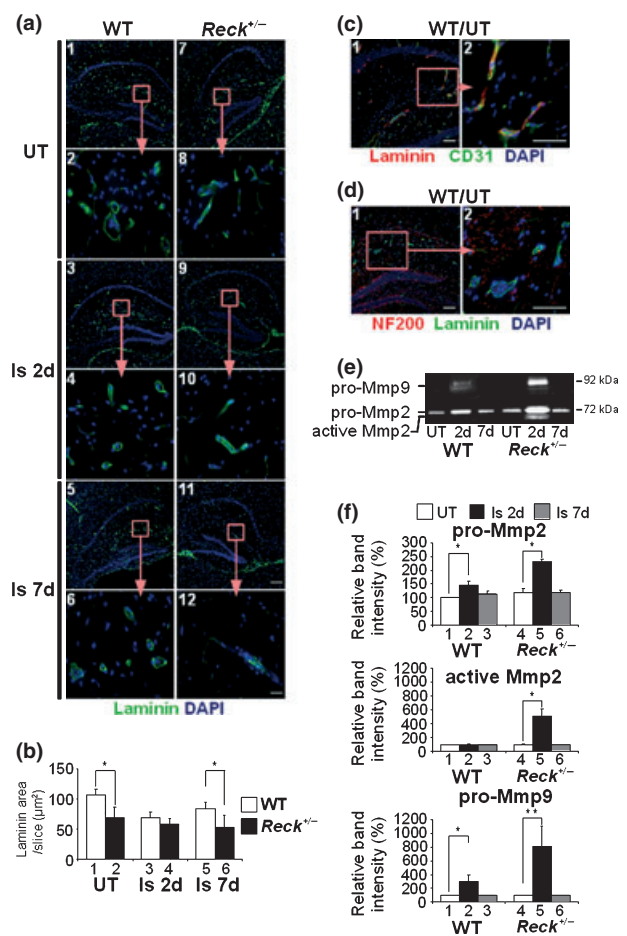 (a)
WT Reck+/−
UT
1 7
2 8
Is 2d
3 9
4 10
Is 7d
5 11
6 12
Laminin DAPI
(b)
Laminin area /slice (μm²)
150
100
50
0
* *
1 2 3 4 5 6
UT Is 2d Is 7d
WT
Reck+/−
(c)
WT/UT
1 2
Laminin CD31 DAPI
(d)
WT/UT
1 2
NF200 Laminin DAPI
(e)
pro-Mmp9 92 kDa
pro-Mmp2 72 kDa
active Mmp2
UT 2d 7d UT 2d 7d
WT Reck+/−
(f)
UT Is 2d Is 7d
pro-Mmp2
Relative band intensity (%)
300
250
200
150
100
50
0
* *
1 2 3 4 5 6
WT Reck+/−
active Mmp2
Relative band intensity (%)
1200
1000
800
600
400
200
0
*
1 2 3 4 5 6
WT Reck+/−
pro-Mmp9
Relative band intensity (%)
1200
1000
800
600
400
200
0
* **
1 2 3 4 5 6
WT Reck+/−